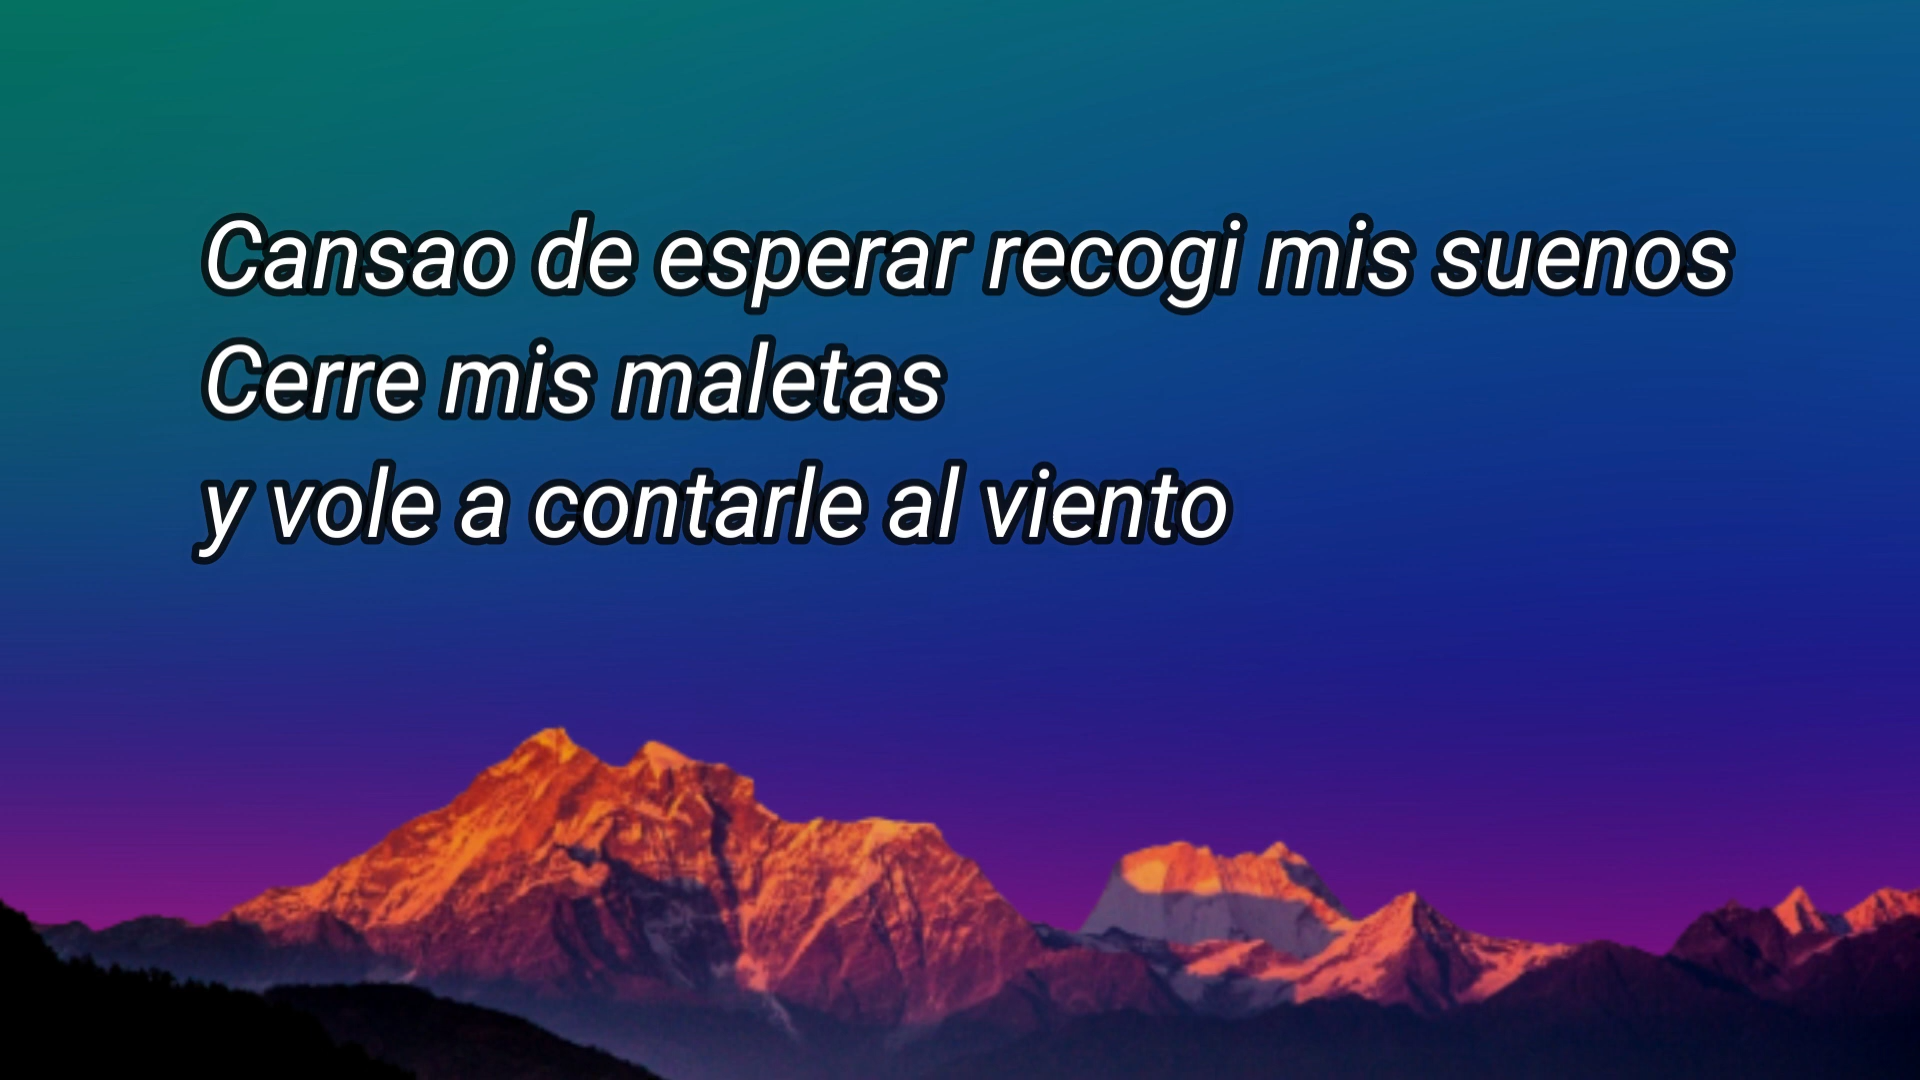 Cansao de esperar recogi mis suenos
Cerre mis maletas
y vole a contarle al viento